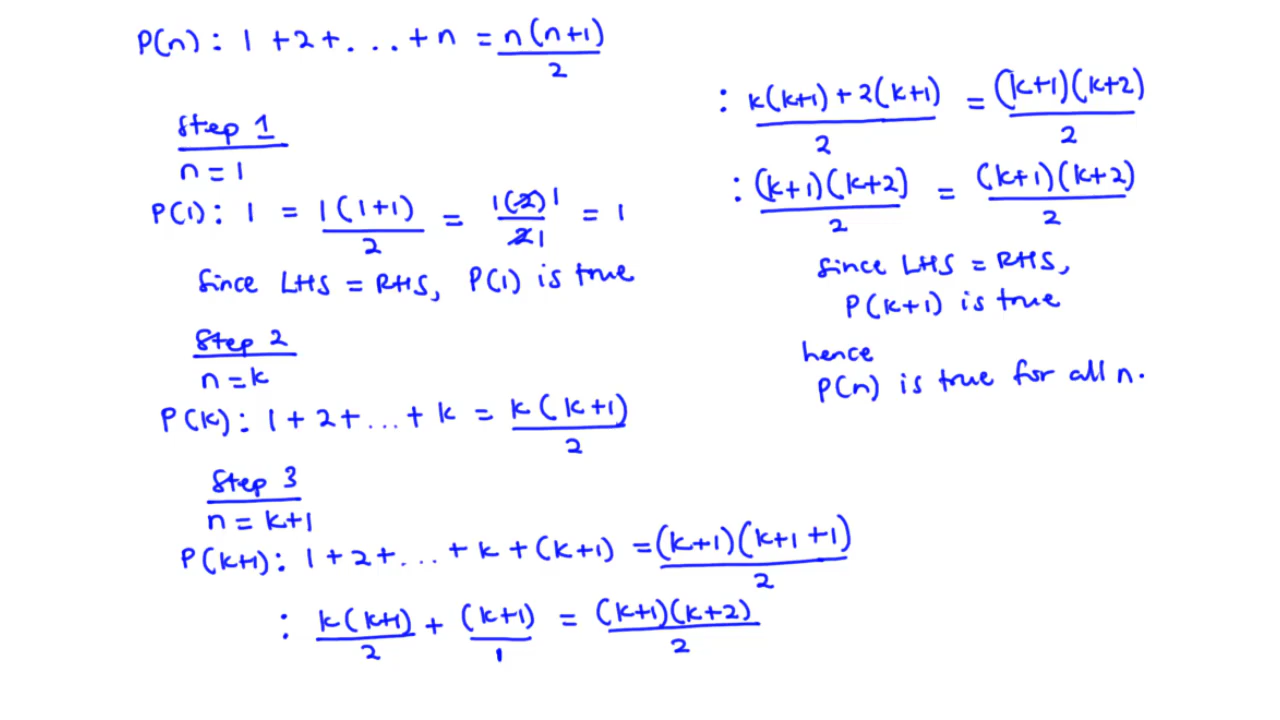 P(n): 1 + 2 + ... + n = n(n+1)/2
Step 1
n = 1
P(1): 1 = 1(1+1)/2 = 1(2)1/21 = 1
Since LHS = RHS, P(1) is true
Step 2
n = k
P(k): 1 + 2 + ... + k = k(k+1)/2
Step 3
n = k+1
P(k+1): 1 + 2 + ... + k + (k+1) = (k+1)(k+1+1)/2
: k(k+1)/2 + (k+1)/1 = (k+1)(k+2)/2
: k(k+1) + 2(k+1)/2 = (k+1)(k+2)/2
: (k+1)(k+2)/2 = (k+1)(k+2)/2
Since LHS = RHS,
P(k+1) is true
hence
P(n) is true for all n.